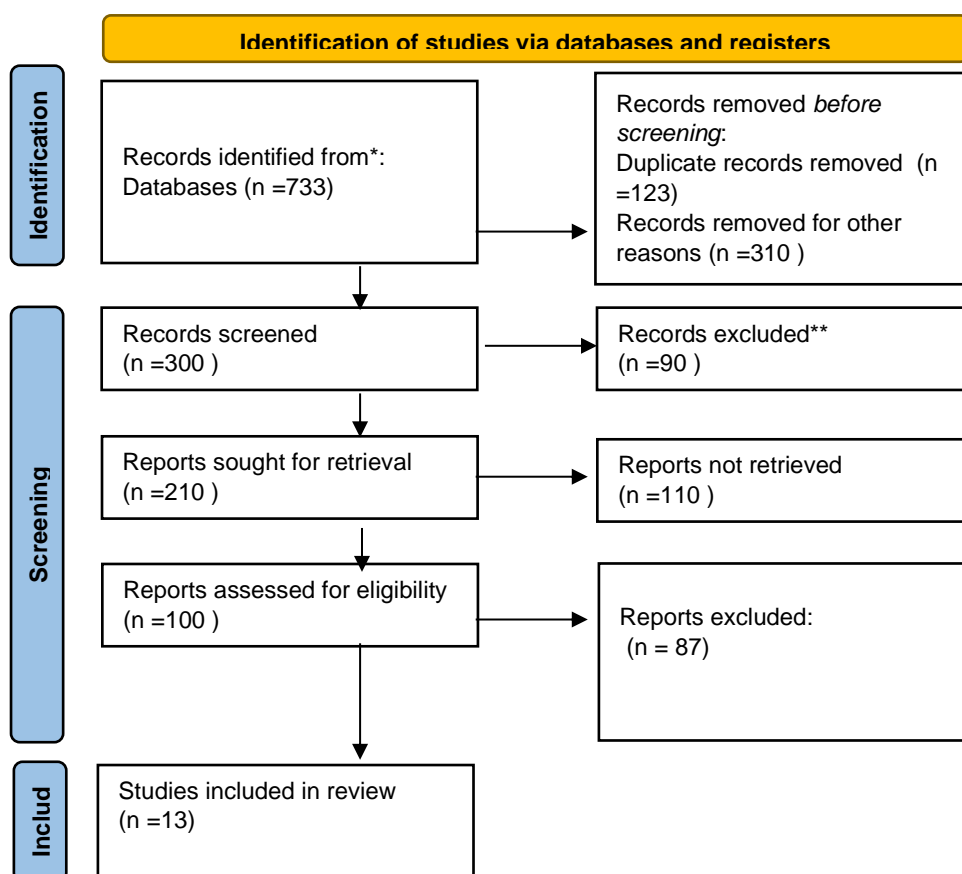 Identification of studies via databases and registers
Identification
Records identified from*:
Databases (n =733)
Records removed before
screening:
Duplicate records removed (n
=123)
Records removed for other
reasons (n =310 )
Screening
Records screened
(n =300 )
Records excluded**
(n =90 )
Reports sought for retrieval
(n =210 )
Reports not retrieved
(n =110 )
Reports assessed for eligibility
(n =100 )
Reports excluded:
(n = 87)
Includ
Studies included in review
(n =13)